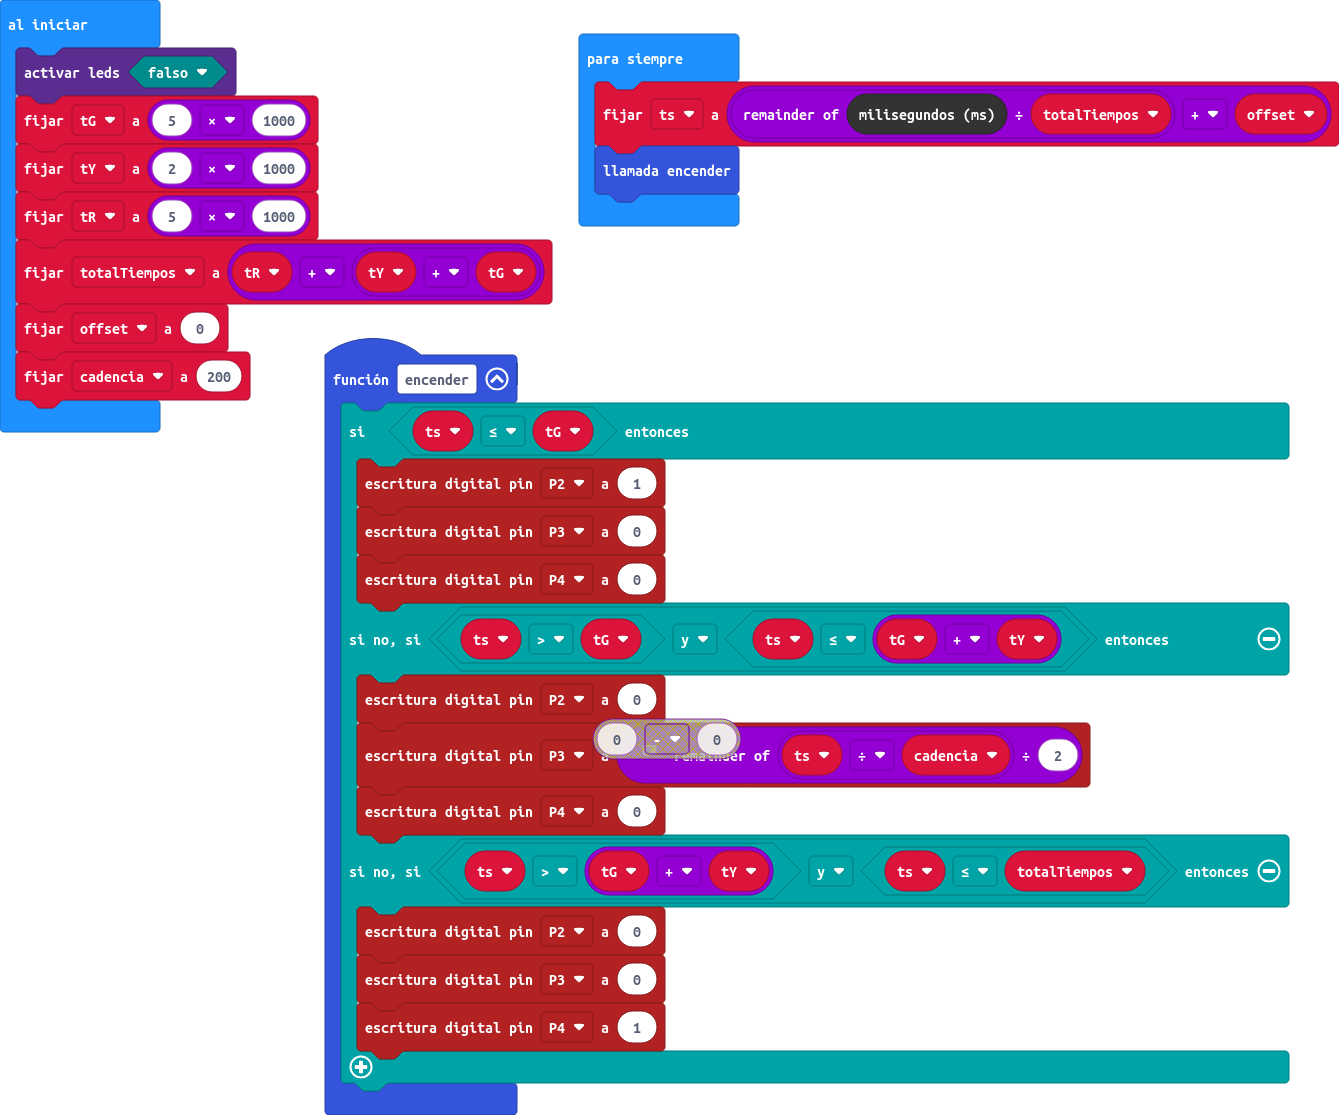 al iniciar
activar leds falso
fijar tG a 5 × 1000
fijar tY a 2 × 1000
fijar tR a 5 × 1000
fijar totalTiempos a tR + tY + tG
fijar offset a 0
fijar cadencia a 200
para siempre
fijar ts a remainder of milisegundos (ms) ÷ totalTiempos + offset
llamada encender
función encender
si ts ≤ tG entonces
escritura digital pin P2 a 1
escritura digital pin P3 a 0
escritura digital pin P4 a 0
si no, si ts > tG y ts ≤ tG + tY entonces
escritura digital pin P2 a 0
0 - 0
escritura digital pin P3 a remainder of ts ÷ cadencia ÷ 2
escritura digital pin P4 a 0
si no, si ts > tG + tY y ts ≤ totalTiempos entonces
escritura digital pin P2 a 0
escritura digital pin P3 a 0
escritura digital pin P4 a 1